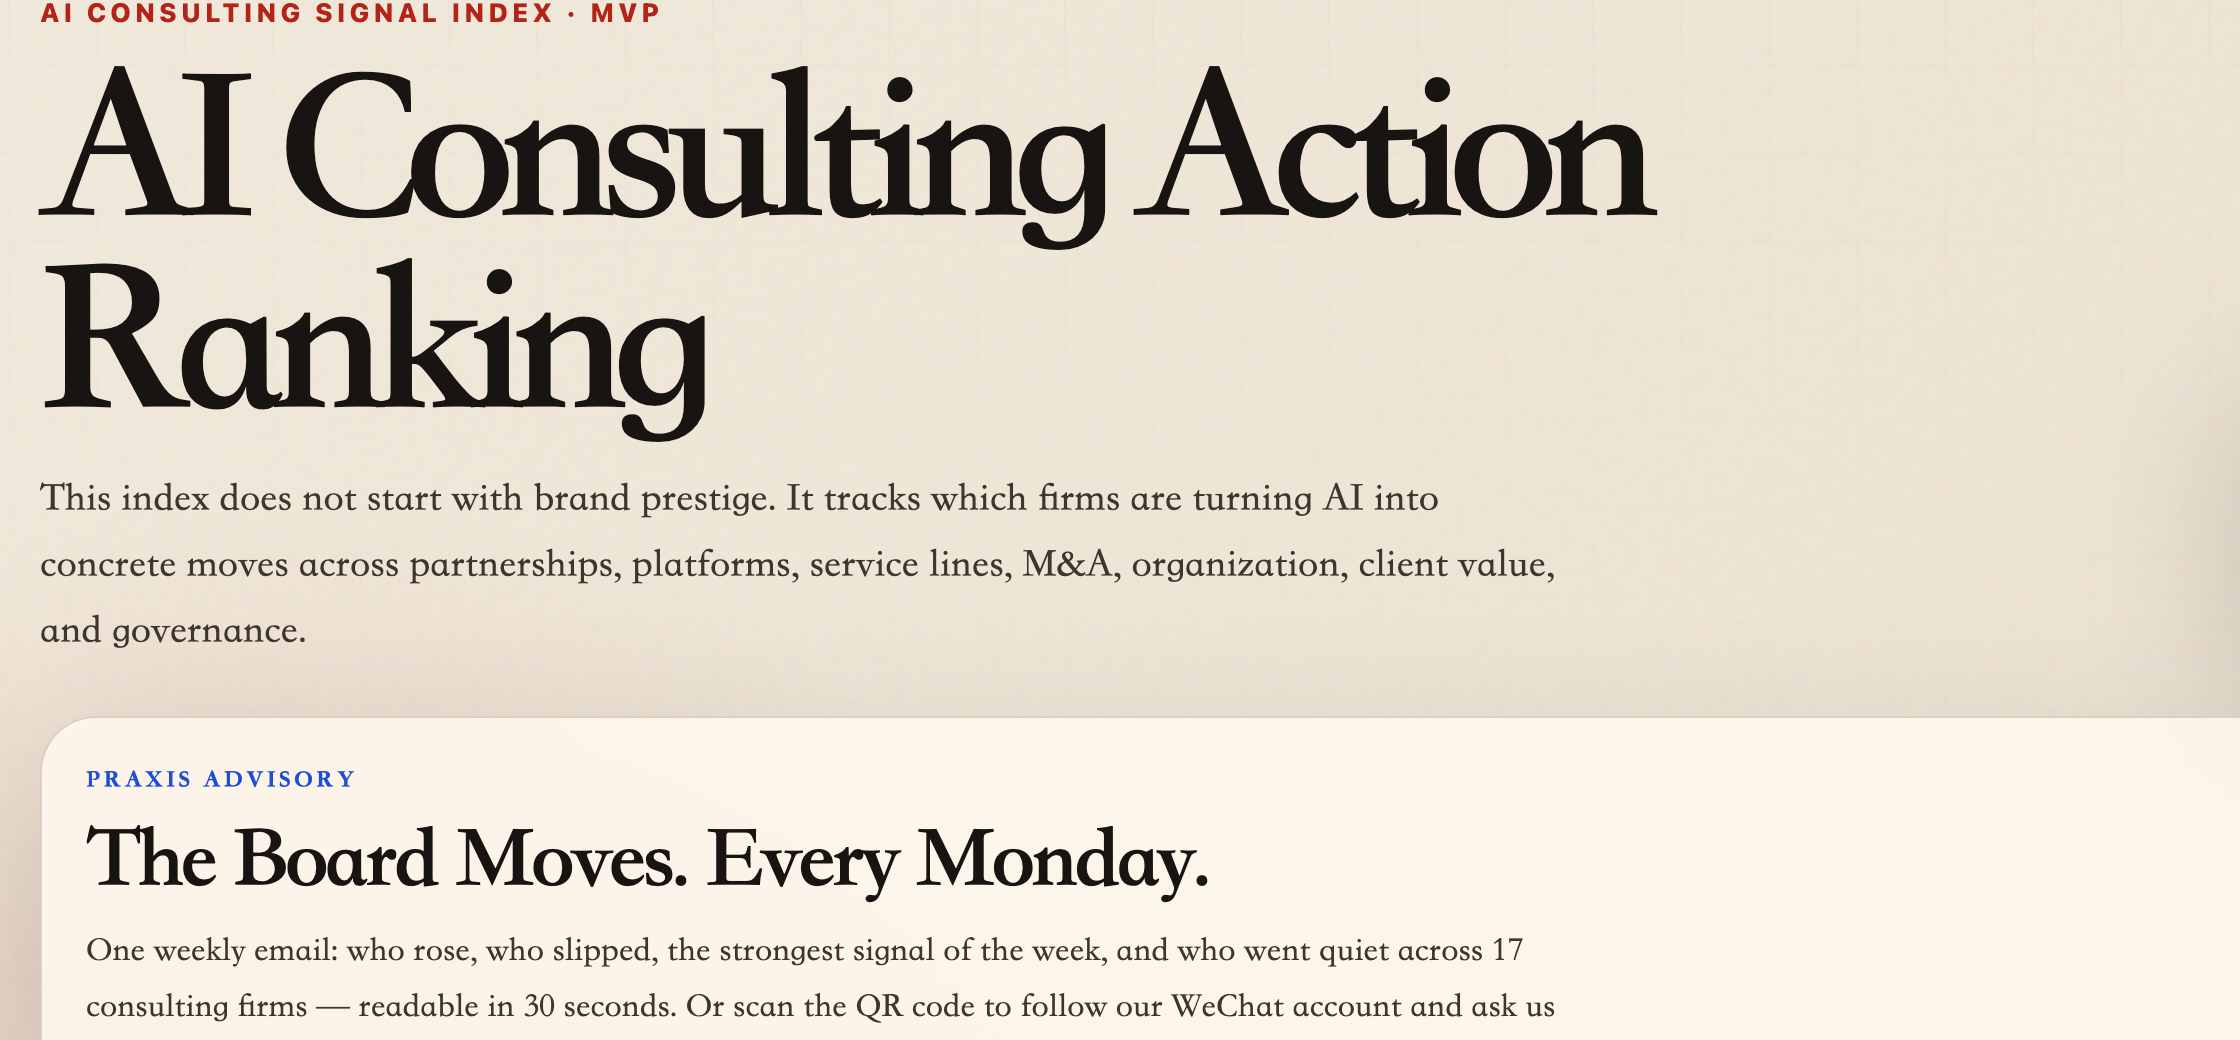 AI CONSULTING SIGNAL INDEX · MVP
AI Consulting Action
Ranking
This index does not start with brand prestige. It tracks which firms are turning AI into
concrete moves across partnerships, platforms, service lines, M&A, organization, client value,
and governance.
PRAXIS ADVISORY
The Board Moves. Every Monday.
One weekly email: who rose, who slipped, the strongest signal of the week, and who went quiet across 17
consulting firms — readable in 30 seconds. Or scan the QR code to follow our WeChat account and ask us